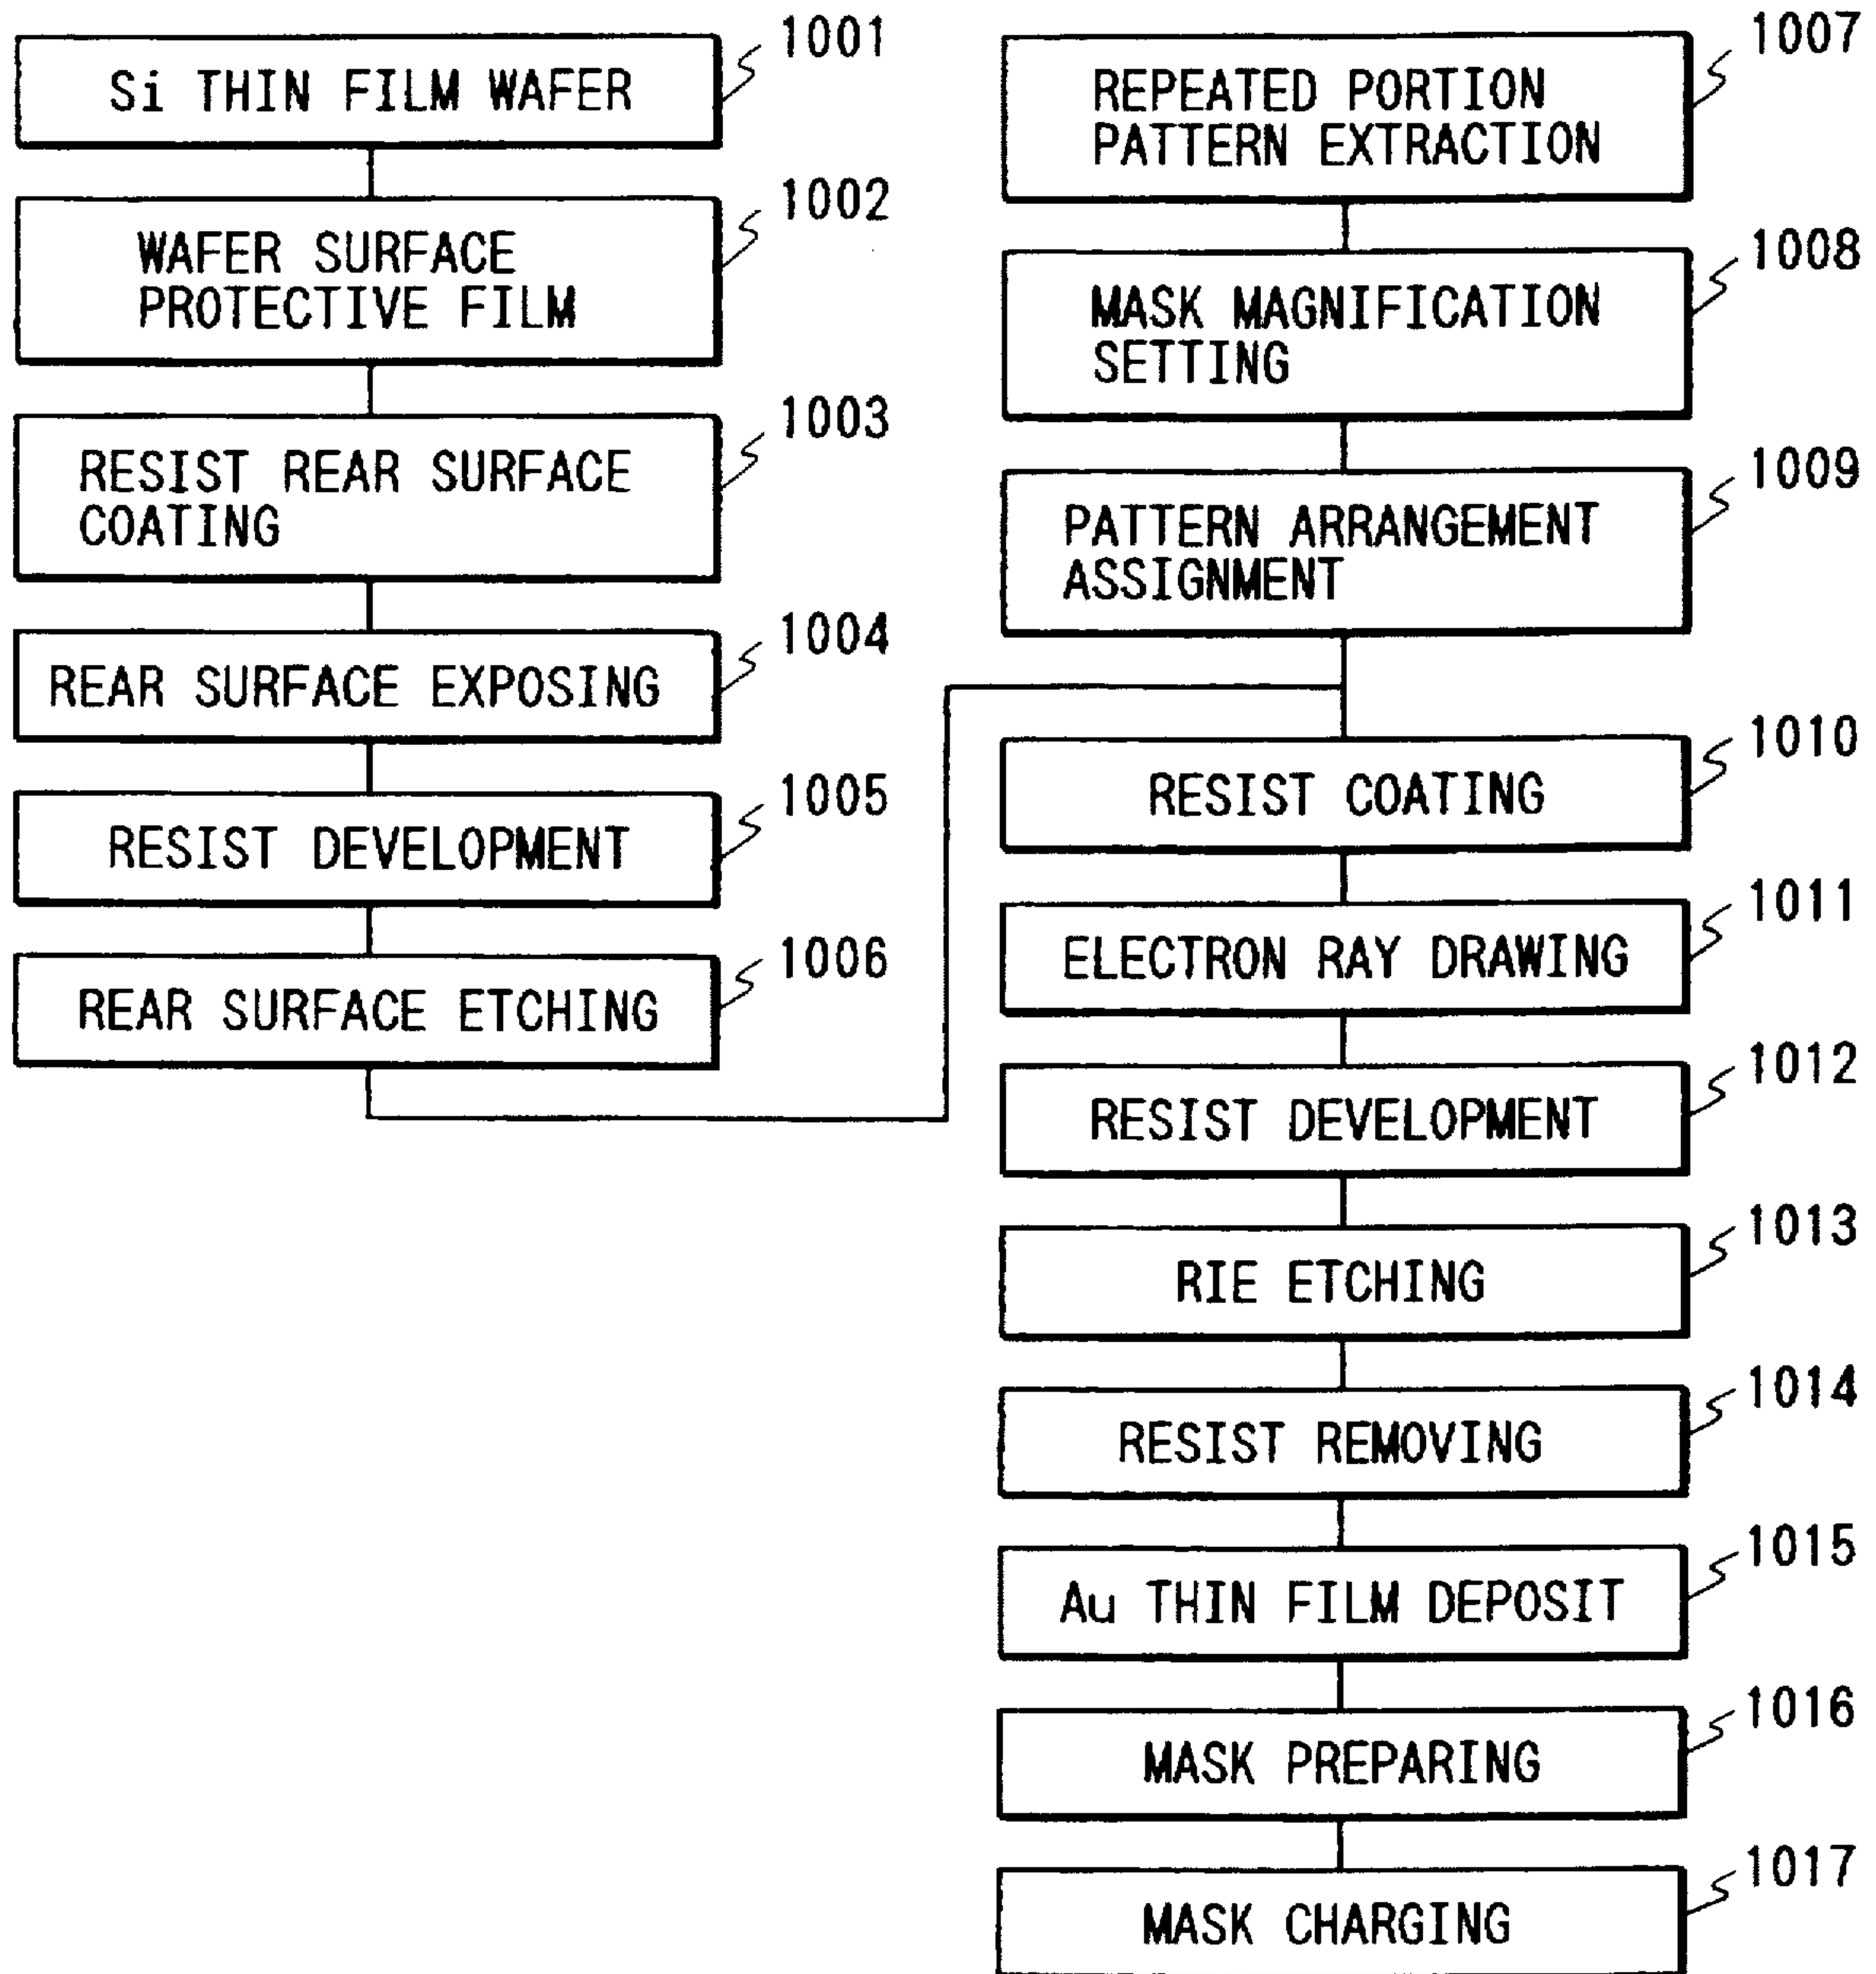 1001
Si THIN FILM WAFER
1002
WAFER SURFACE
PROTECTIVE FILM
1003
RESIST REAR SURFACE
COATING
1004
REAR SURFACE EXPOSING
1005
RESIST DEVELOPMENT
1006
REAR SURFACE ETCHING
1007
REPEATED PORTION
PATTERN EXTRACTION
1008
MASK MAGNIFICATION
SETTING
1009
PATTERN ARRANGEMENT
ASSIGNMENT
1010
RESIST COATING
1011
ELECTRON RAY DRAWING
1012
RESIST DEVELOPMENT
1013
RIE ETCHING
1014
RESIST REMOVING
1015
Au THIN FILM DEPOSIT
1016
MASK PREPARING
1017
MASK CHARGING